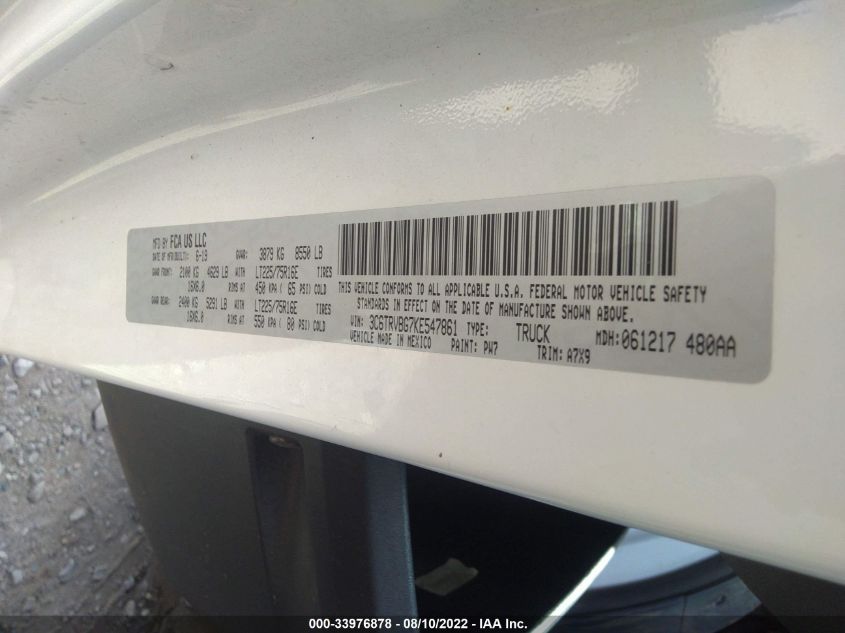 MFD BY FCA US LLC
DATE OF MFR/BUILT: 6-19 GVWR: 3879 KG 8550 LB
GAWR FRONT: 2100 KG 4629 LB WITH LT225/75R16E TIRES
16X6.0 RIMS AT 450 KPA ( 65 PSI) COLD
GAWR REAR: 2400 KG 5291 LB WITH LT225/75R16E TIRES
16X6.0 RIMS AT 550 KPA ( 80 PSI) COLD
THIS VEHICLE CONFORMS TO ALL APPLICABLE U.S.A. FEDERAL MOTOR VEHICLE SAFETY
STANDARDS IN EFFECT ON THE DATE OF MANUFACTURE SHOWN ABOVE.
VIN: 3C6TRVBG7KE547861 TYPE: TRUCK MDH:061217 480AA
VEHICLE MADE IN MEXICO PAINT: PW7 TRIM: A7X9
000-33976878 - 08/10/2022 - IAA Inc.